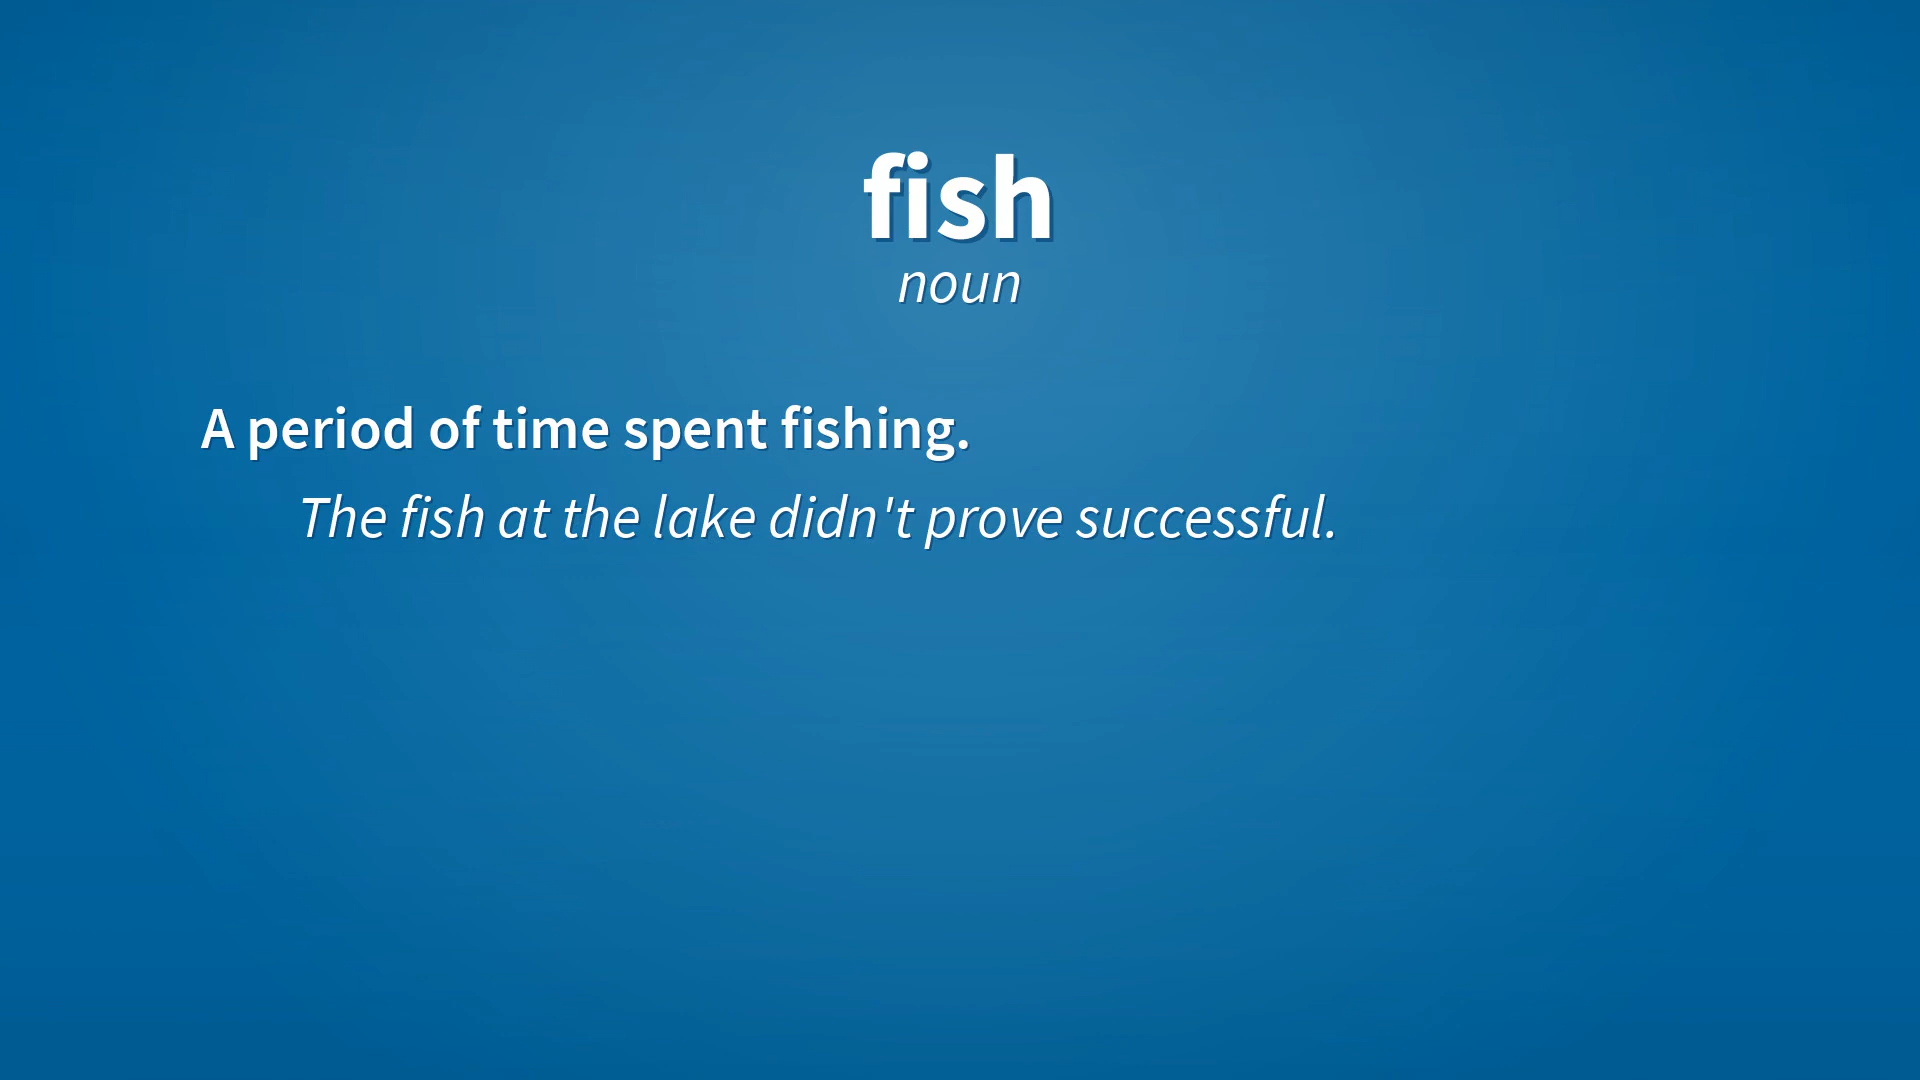 fish
noun
A period of time spent fishing.
The fish at the lake didn't prove successful.